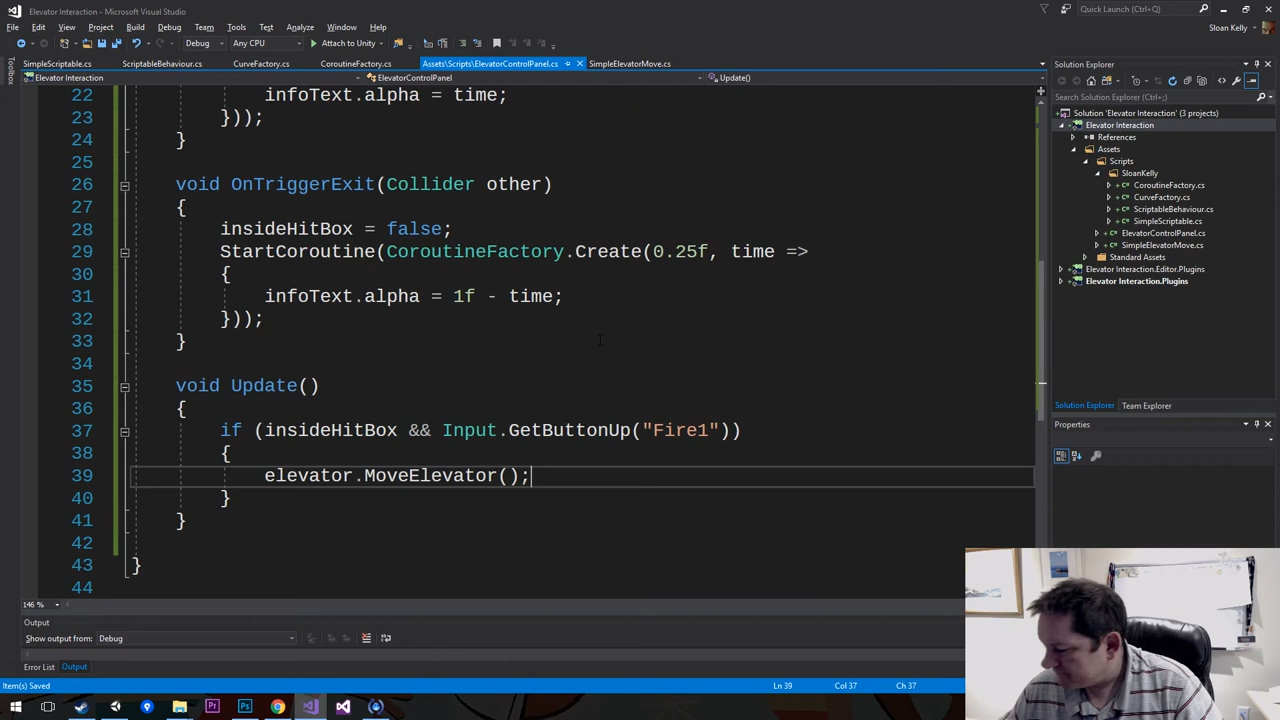 Elevator Interaction - Microsoft Visual Studio
Quick Launch (Ctrl+Q)
File Edit View Project Build Debug Team Tools Test Analyze Window Help
Sloan Kelly
Debug Any CPU Attach to Unity
SimpleScriptable.cs ScriptableBehaviour.cs CurveFactory.cs CoroutineFactory.cs Assets\Scripts\ElevatorControlPanel.cs SimpleElevatorMove.cs
Elevator Interaction ElevatorControlPanel Update()
Toolbox
22 infoText.alpha = time;
23 }));
24 }
25
26 void OnTriggerExit(Collider other)
27 {
28 insideHitBox = false;
29 StartCoroutine(CoroutineFactory.Create(0.25f, time =>
30 {
31 infoText.alpha = 1f - time;
32 }));
33 }
34
35 void Update()
36 {
37 if (insideHitBox && Input.GetButtonUp("Fire1"))
38 {
39 elevator.MoveElevator();
40 }
41 }
42
43 }
44
146 %
Output
Show output from: Debug
Error List Output
Item(s) Saved Ln 39 Col 37 Ch 37
Solution Explorer
Search Solution Explorer (Ctrl+;)
Solution 'Elevator Interaction' (3 projects)
Elevator Interaction
References
Assets
Scripts
SloanKelly
CoroutineFactory.cs
CurveFactory.cs
ScriptableBehaviour.cs
SimpleScriptable.cs
ElevatorControlPanel.cs
SimpleElevatorMove.cs
Standard Assets
Elevator Interaction.Editor.Plugins
Elevator Interaction.Plugins
Solution Explorer Team Explorer
Properties
Pr
Ps